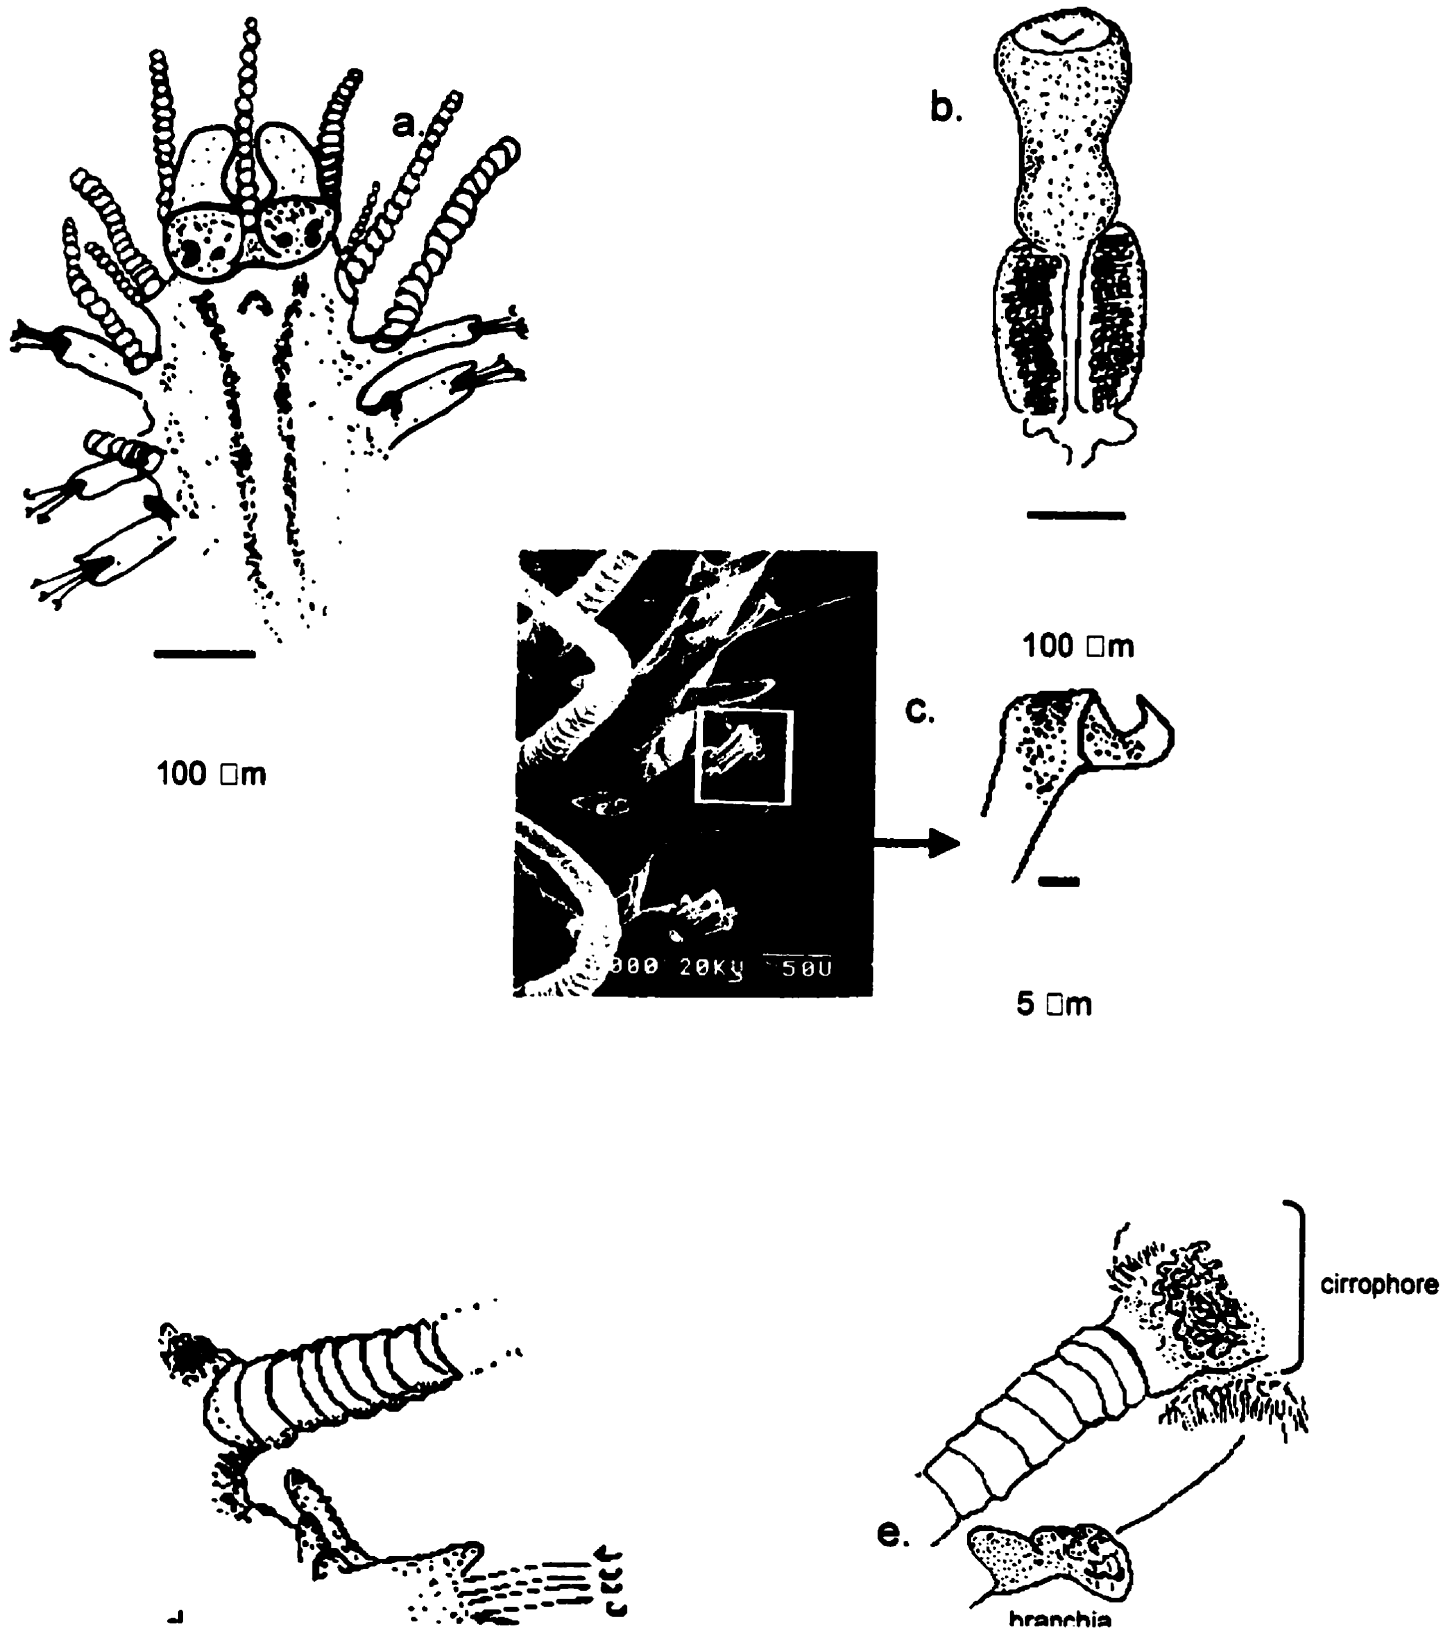 a.
b.
100 □m
c.
100 □m
000 20KV 50U
5 □m
cirrophore
e.
branchia